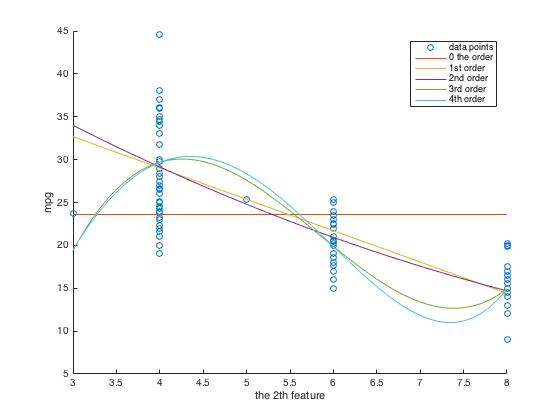 45
40
35
30
25
20
15
10
5
mpg
3
3.5
4
4.5
5
5.5
6
6.5
7
7.5
8
the 2th feature
data points
0 the order
1st order
2nd order
3rd order
4th order